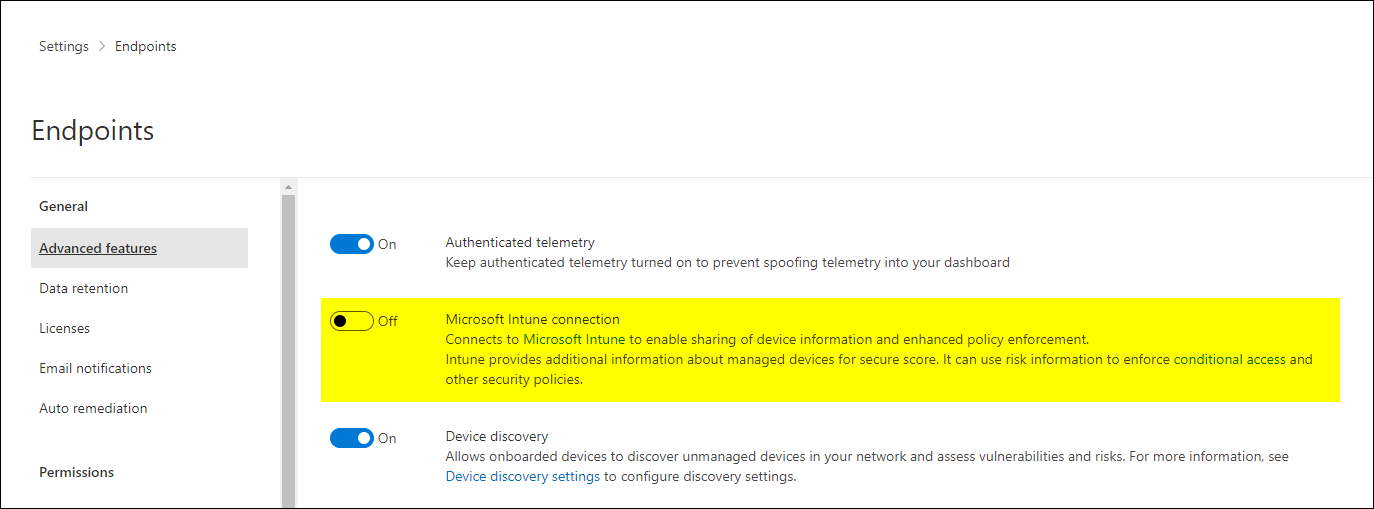 Settings > Endpoints
Endpoints
General
Advanced features
Data retention
Licenses
Email notifications
Auto remediation
Permissions
On
Authenticated telemetry
Keep authenticated telemetry turned on to prevent spoofing telemetry into your dashboard
Off
Microsoft Intune connection
Connects to Microsoft Intune to enable sharing of device information and enhanced policy enforcement.
Intune provides additional information about managed devices for secure score. It can use risk information to enforce conditional access and
other security policies.
On
Device discovery
Allows onboarded devices to discover unmanaged devices in your network and assess vulnerabilities and risks. For more information, see
Device discovery settings to configure discovery settings.